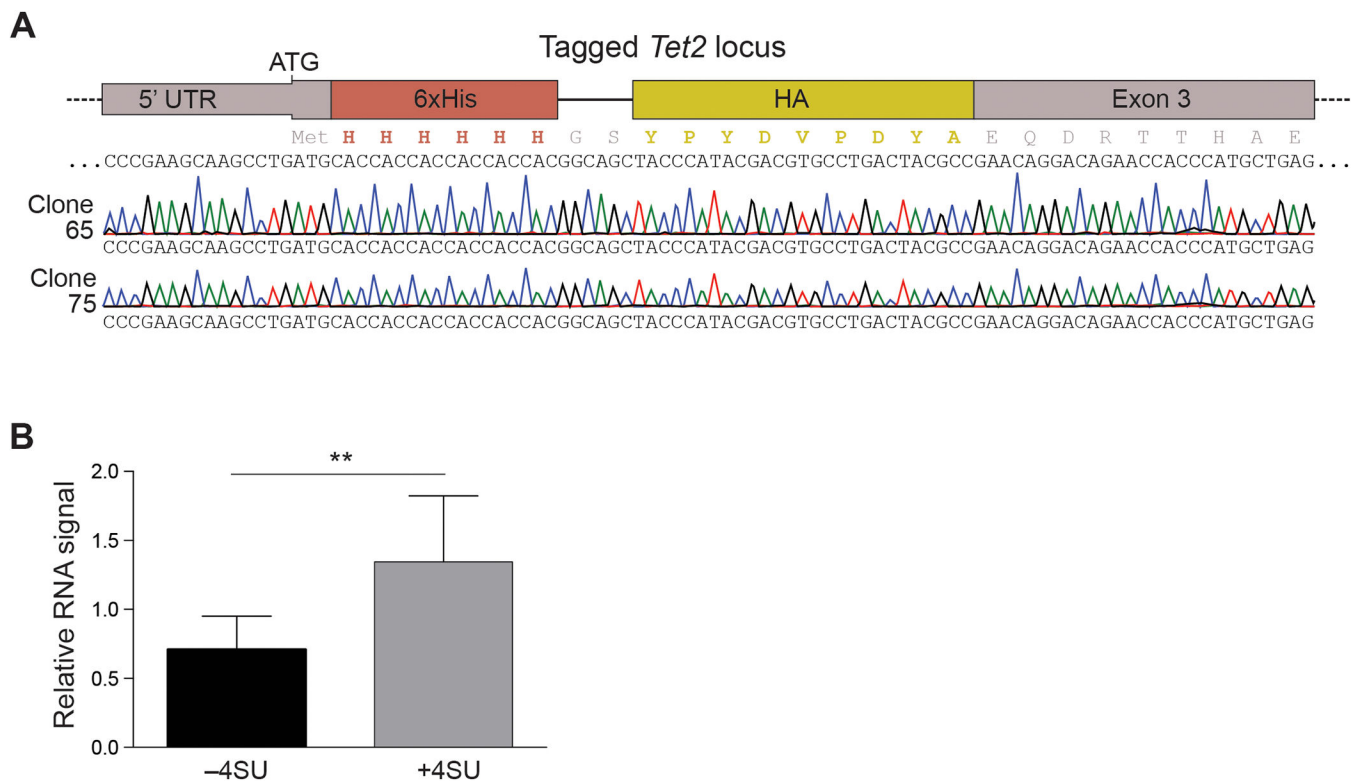 A
Tagged Tet2 locus
ATG
5' UTR 6xHis HA Exon 3
Met H H H H H H G S Y P Y D V P D Y A E Q D R T T H A E
...CCCGAAGCAAGCCTGATGCACCACCACCACCACCACGGCAGCTACCCATACGACGTGCCTGACTACGCCGAACAGGACAGAACCACCCATGCTGAG...
Clone
65
CCCGAAGCAAGCCTGATGCACCACCACCACCACCACGGCAGCTACCCATACGACGTGCCTGACTACGCCGAACAGGACAGAACCACCCATGCTGAG
Clone
75
CCCGAAGCAAGCCTGATGCACCACCACCACCACCACGGCAGCTACCCATACGACGTGCCTGACTACGCCGAACAGGACAGAACCACCCATGCTGAG
B
**
Relative RNA signal
2.0
1.5
1.0
0.5
0.0
–4SU +4SU